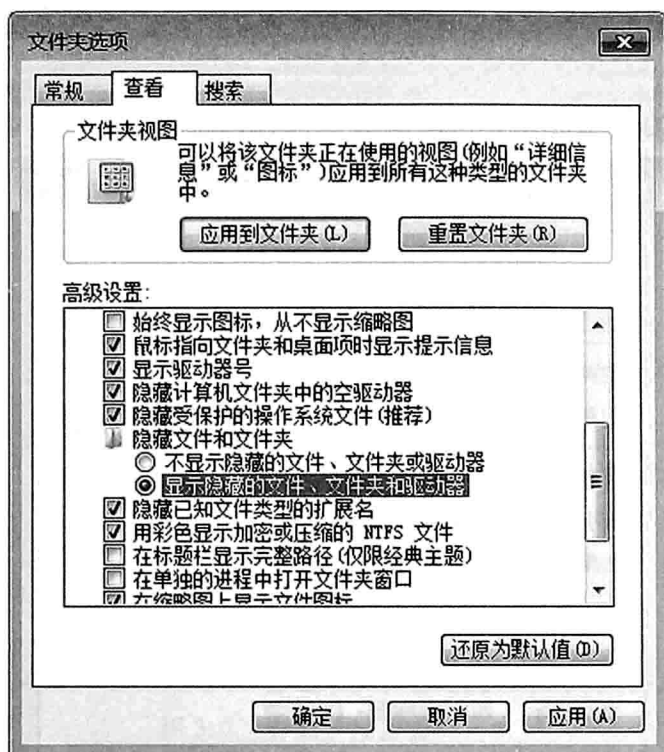 文件夹选项
常规
查看
搜索
文件夹视图
可以将该文件夹正在使用的视图(例如“详细信
息”或“图标”)应用到所有这种类型的文件夹
中。
应用到文件夹(L)
重置文件夹(R)
高级设置:
始终显示图标，从不显示缩略图
鼠标指向文件夹和桌面项时显示提示信息
显示驱动器号
隐藏计算机文件夹中的空驱动器
隐藏受保护的操作系统文件(推荐)
隐藏文件和文件夹
不显示隐藏的文件、文件夹或驱动器
显示隐藏的文件、文件夹和驱动器
隐藏已知文件类型的扩展名
用彩色显示加密或压缩的 NTFS 文件
在标题栏显示完整路径(仅限经典主题)
在单独的进程中打开文件夹窗口
在缩略图上显示文件图标
还原为默认值(D)
确定
取消
应用(A)